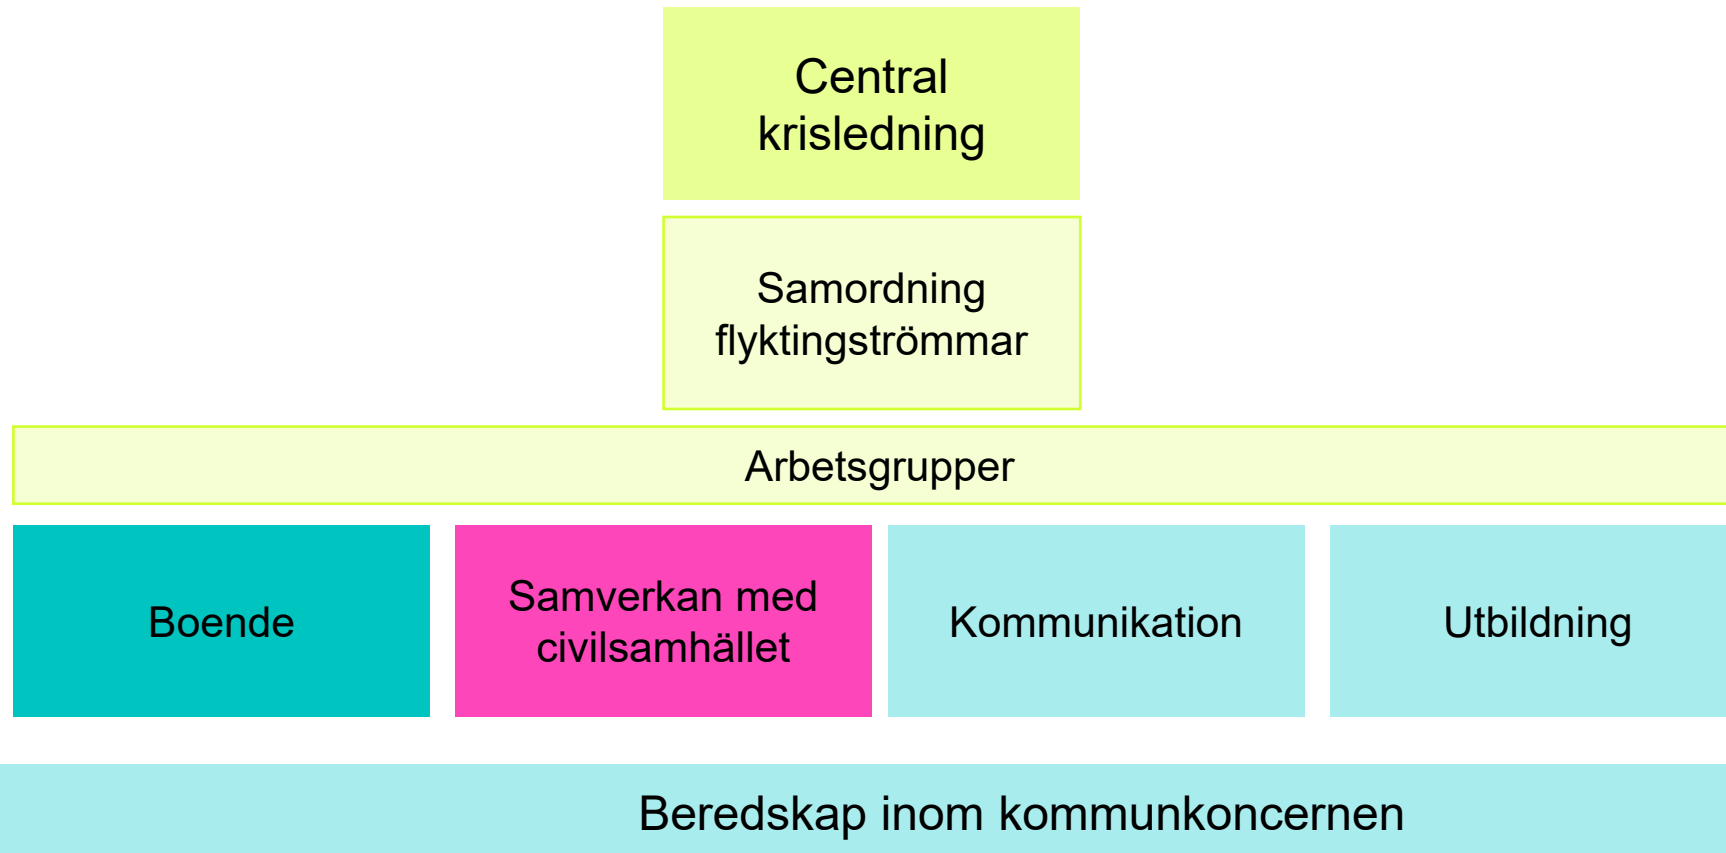 Central
krisledning
Samordning
flyktingströmmar
Arbetsgrupper
Boende
Samverkan med
civilsamhället
Kommunikation
Utbildning
Beredskap inom kommunkoncernen